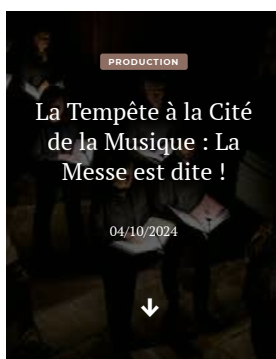 PRODUCTION
La Tempête à la Cité
de la Musique : La
Messe est dite !
04/10/2024